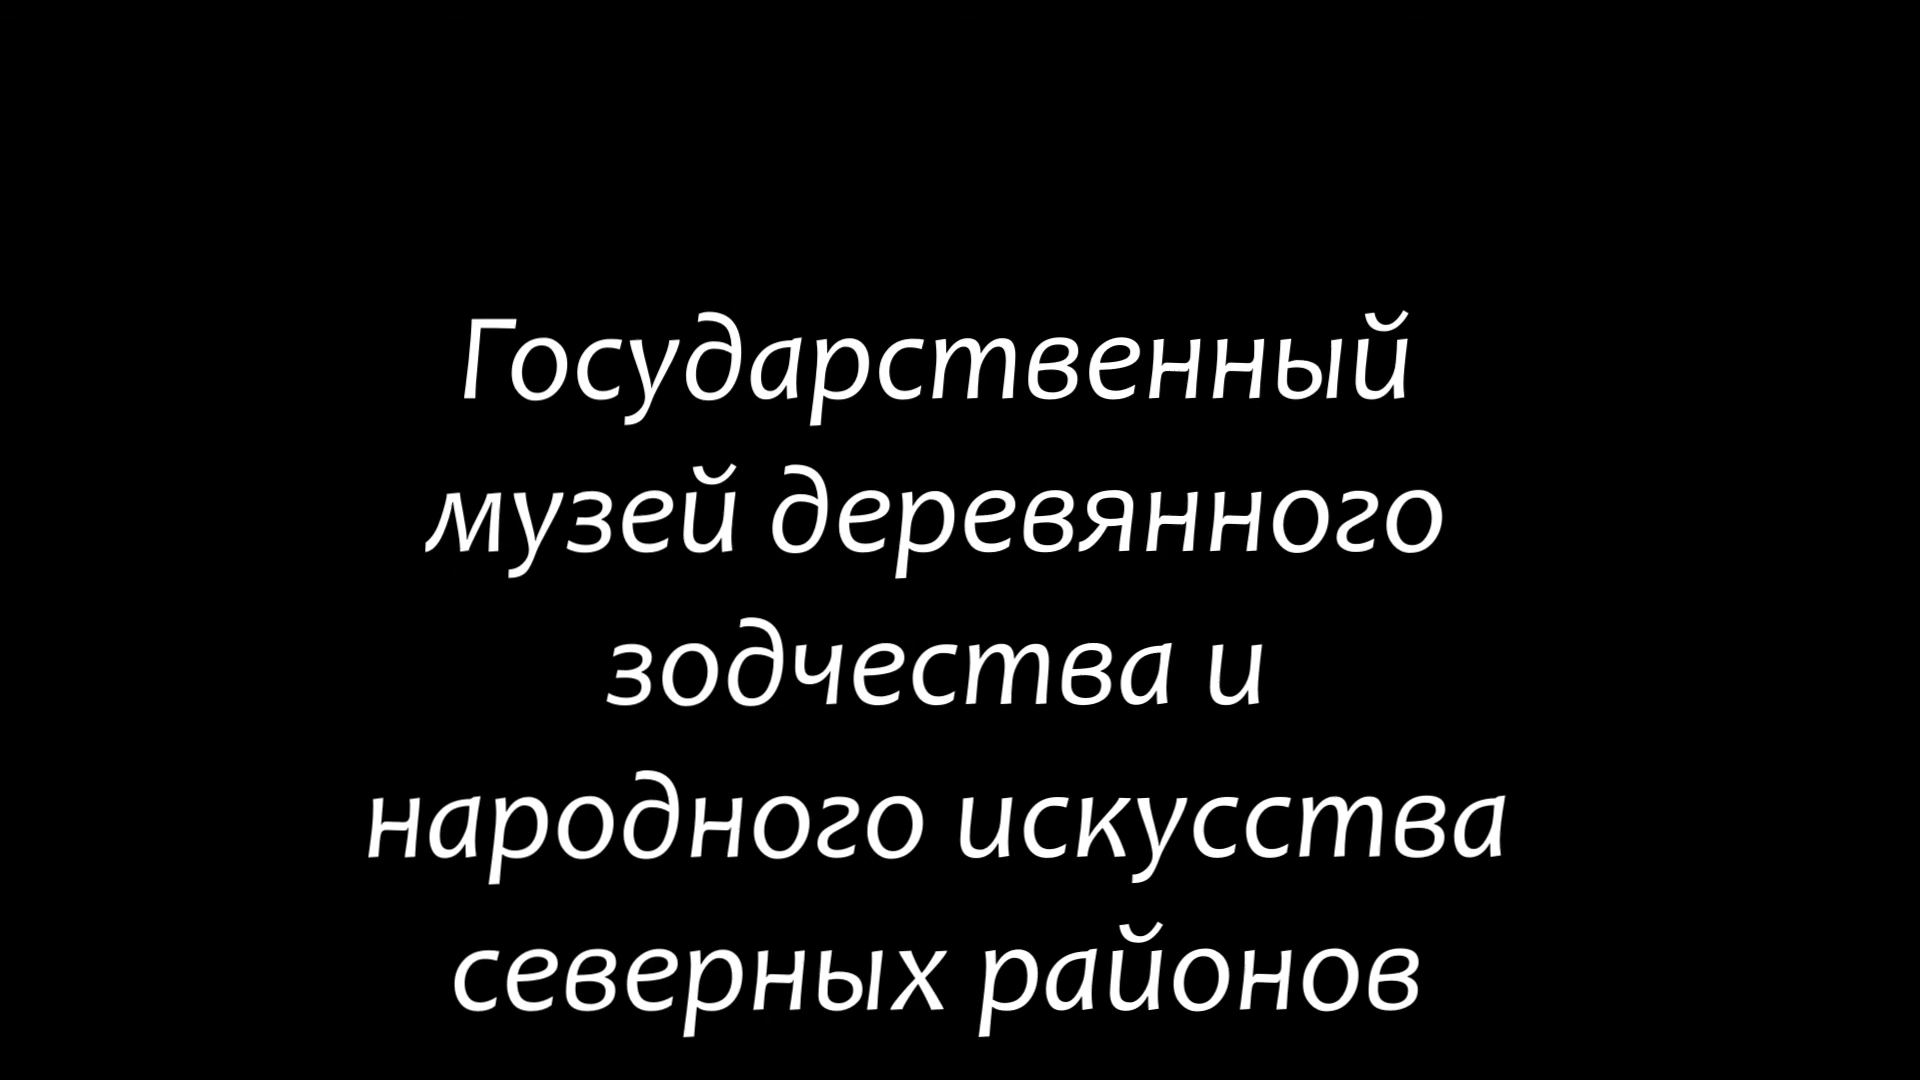 Государственный
музей деревянного
зодчества и
народного искусства
северных районов